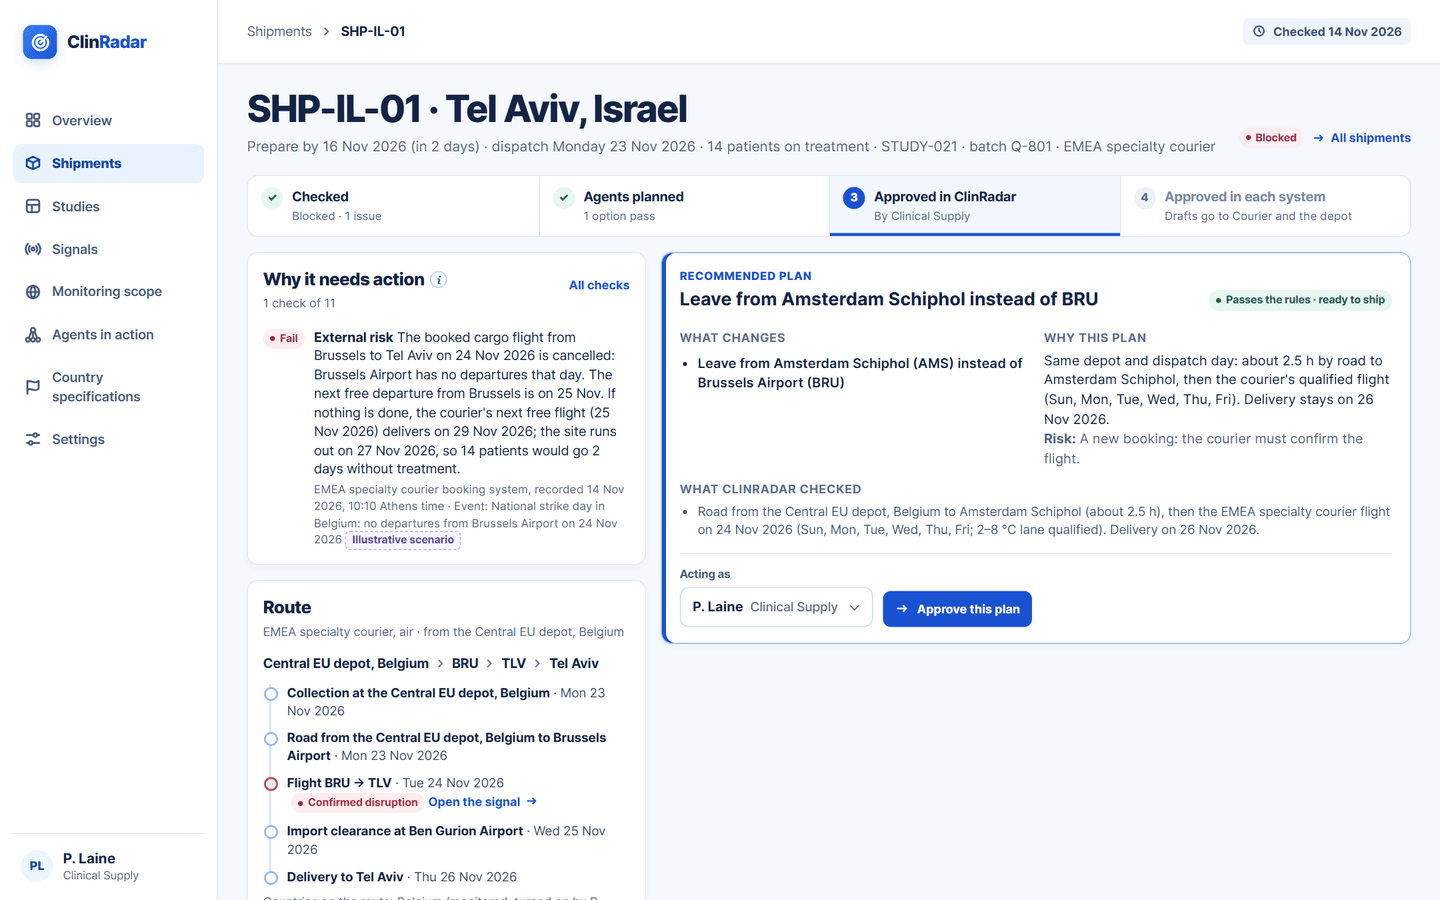 ClinRadar
Overview
Shipments
Studies
Signals
Monitoring scope
Agents in action
Country
specifications
Settings
PL
P. Laine
Clinical Supply
Shipments > SHP-IL-01
Checked 14 Nov 2026
SHP-IL-01 · Tel Aviv, Israel
Prepare by 16 Nov 2026 (in 2 days) · dispatch Monday 23 Nov 2026 · 14 patients on treatment · STUDY-021 · batch Q-801 · EMEA specialty courier
Blocked
→ All shipments
Checked
Blocked · 1 issue
Agents planned
1 option pass
3
Approved in ClinRadar
By Clinical Supply
4
Approved in each system
Drafts go to Courier and the depot
Why it needs action i
All checks
1 check of 11
Fail
External risk The booked cargo flight from
Brussels to Tel Aviv on 24 Nov 2026 is cancelled:
Brussels Airport has no departures that day. The
next free departure from Brussels is on 25 Nov. If
nothing is done, the courier's next free flight (25
Nov 2026) delivers on 29 Nov 2026; the site runs
out on 27 Nov 2026, so 14 patients would go 2
days without treatment.
EMEA specialty courier booking system, recorded 14 Nov
2026, 10:10 Athens time · Event: National strike day in
Belgium: no departures from Brussels Airport on 24 Nov
2026 Illustrative scenario
Route
EMEA specialty courier, air · from the Central EU depot, Belgium
Central EU depot, Belgium > BRU > TLV > Tel Aviv
Collection at the Central EU depot, Belgium · Mon 23
Nov 2026
Road from the Central EU depot, Belgium to Brussels
Airport · Mon 23 Nov 2026
Flight BRU → TLV · Tue 24 Nov 2026
Confirmed disruption Open the signal →
Import clearance at Ben Gurion Airport · Wed 25 Nov
2026
Delivery to Tel Aviv · Thu 26 Nov 2026
RECOMMENDED PLAN
Leave from Amsterdam Schiphol instead of BRU
Passes the rules · ready to ship
WHAT CHANGES
• Leave from Amsterdam Schiphol (AMS) instead of
Brussels Airport (BRU)
WHY THIS PLAN
Same depot and dispatch day: about 2.5 h by road to
Amsterdam Schiphol, then the courier's qualified flight
(Sun, Mon, Tue, Wed, Thu, Fri). Delivery stays on 26
Nov 2026.
Risk: A new booking: the courier must confirm the
flight.
WHAT CLINRADAR CHECKED
• Road from the Central EU depot, Belgium to Amsterdam Schiphol (about 2.5 h), then the EMEA specialty courier flight
on 24 Nov 2026 (Sun, Mon, Tue, Wed, Thu, Fri; 2–8 °C lane qualified). Delivery on 26 Nov 2026.
Acting as
P. Laine Clinical Supply
→ Approve this plan